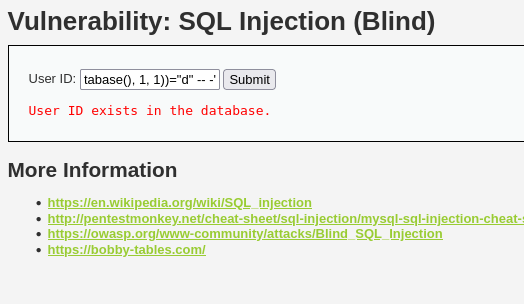 Vulnerability: SQL Injection (Blind)
User ID: tabase(), 1, 1))="d" -- -' Submit
User ID exists in the database.
More Information
• https://en.wikipedia.org/wiki/SQL_injection
• http://pentestmonkey.net/cheat-sheet/sql-injection/mysql-sql-injection-cheat-s
• https://owasp.org/www-community/attacks/Blind_SQL_Injection
• https://bobby-tables.com/